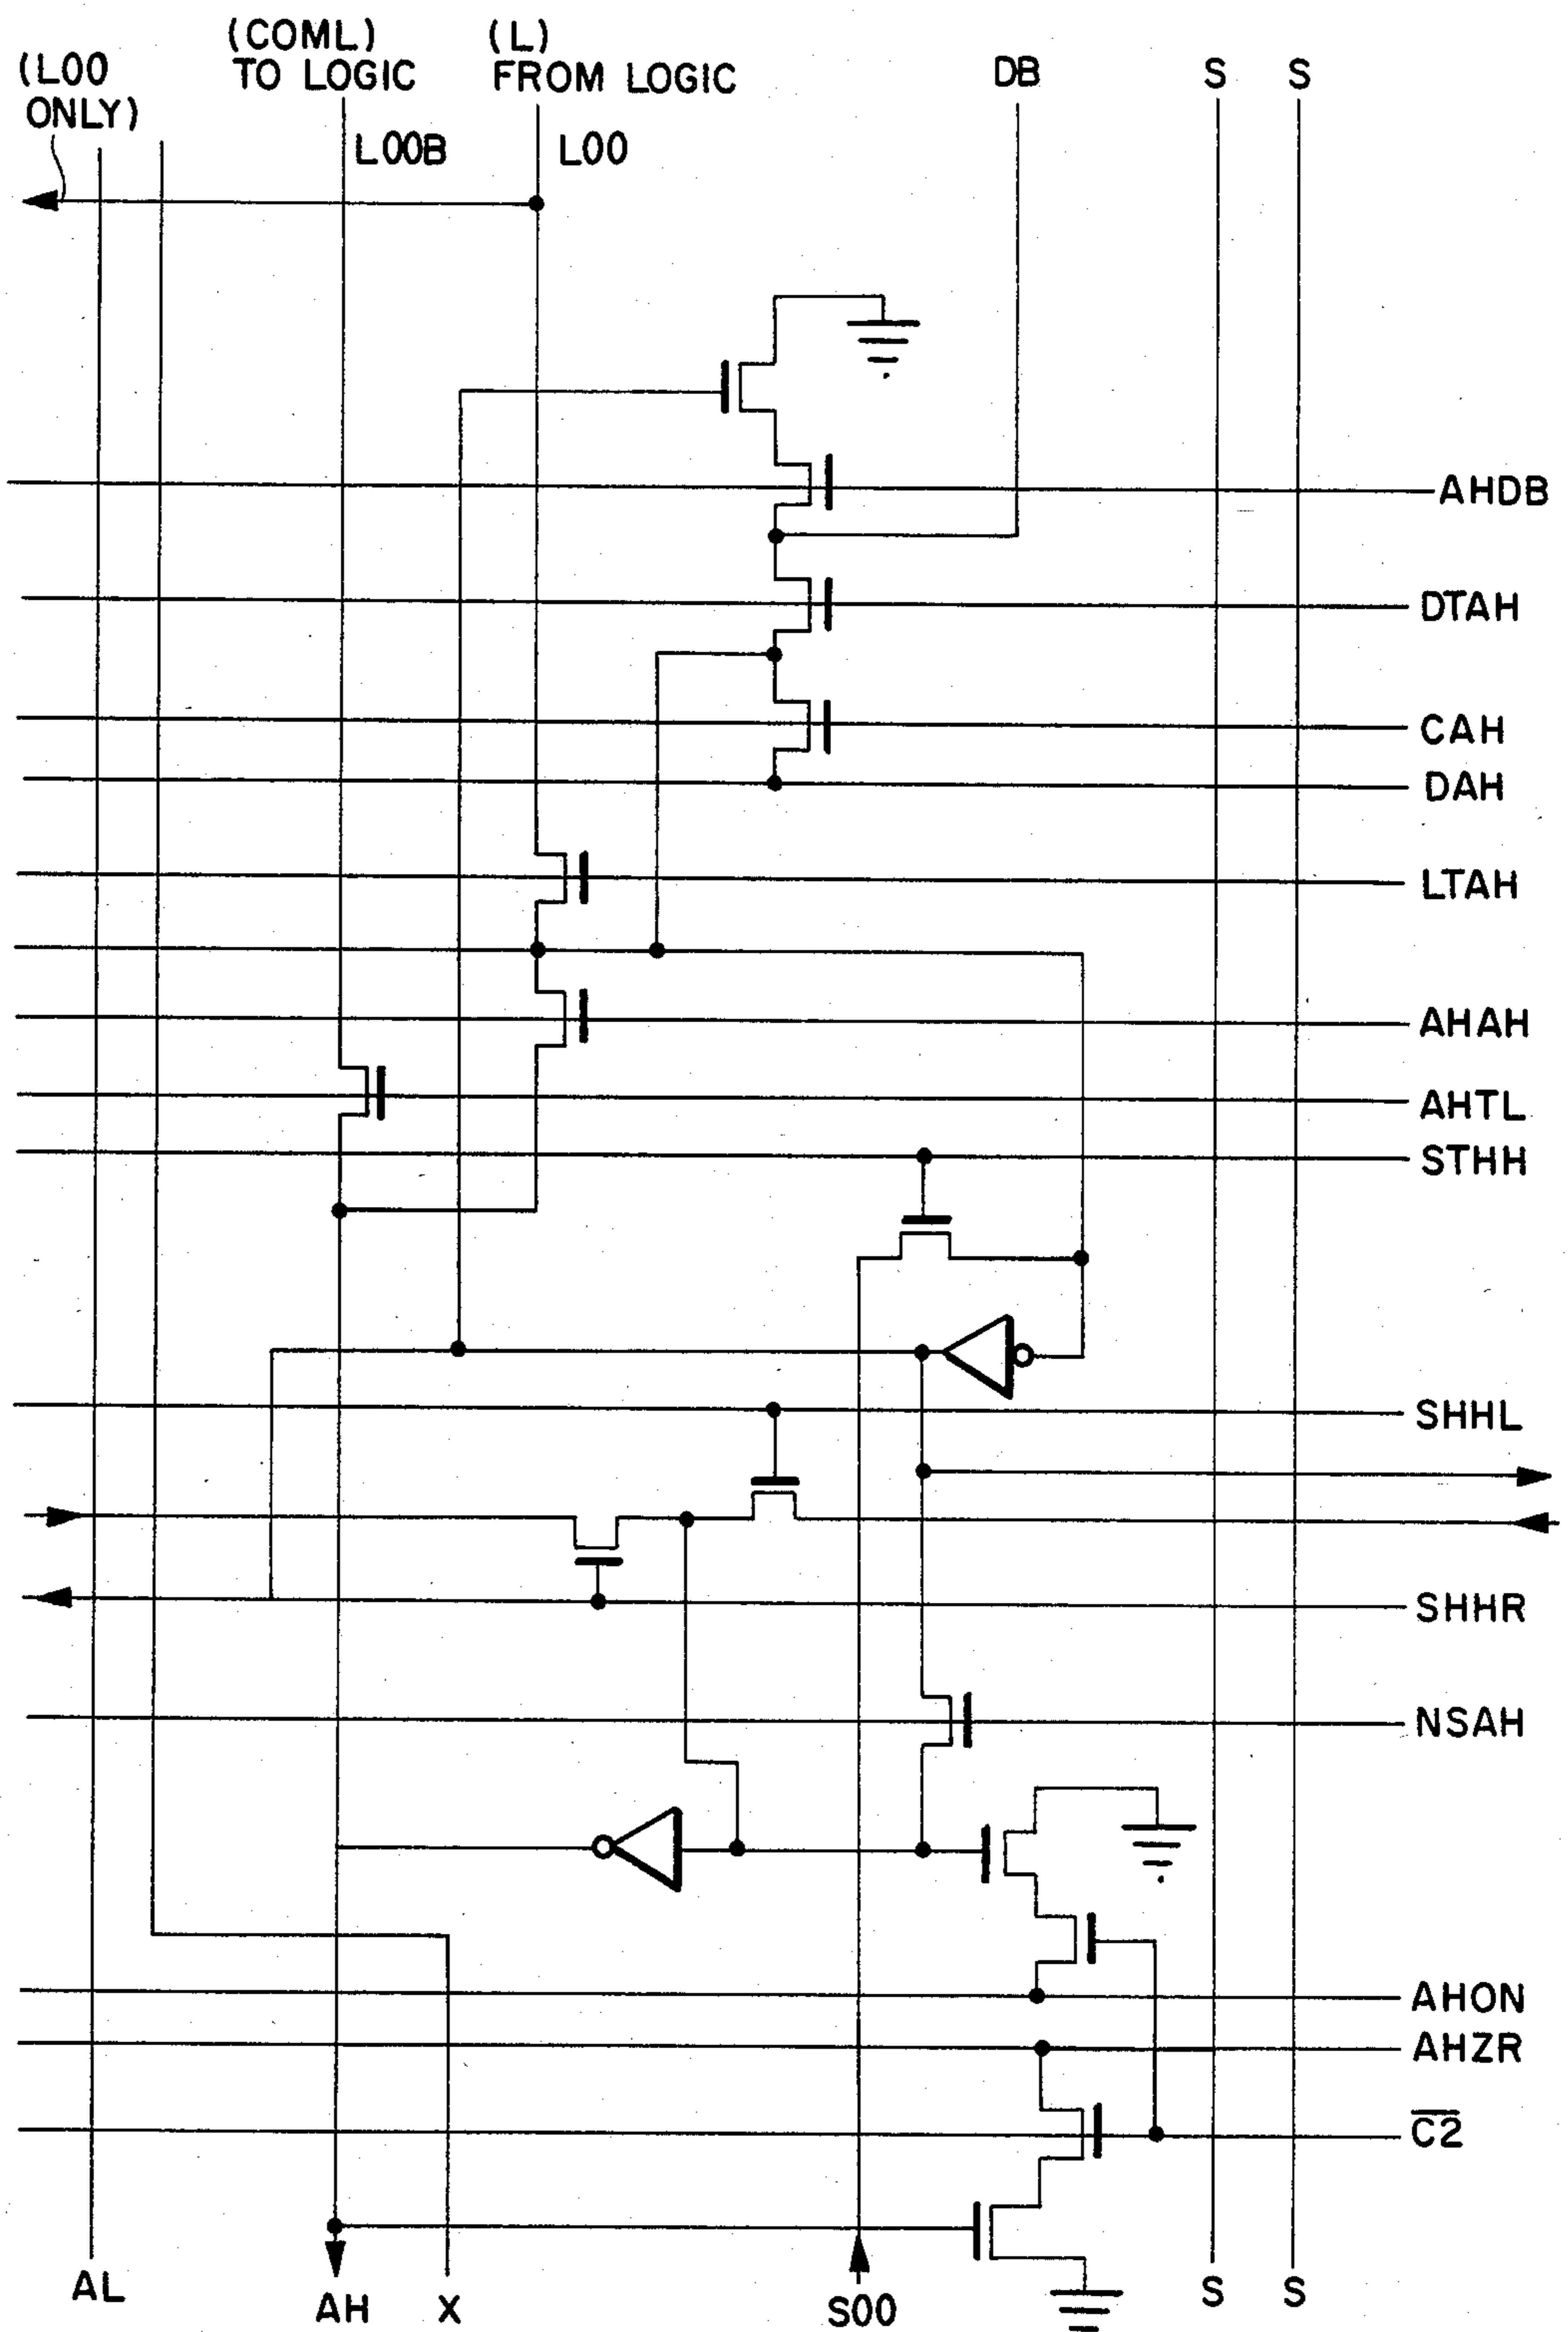 (L00
ONLY)
(COML)
TO LOGIC
(L)
FROM LOGIC
DB
S
S
L00B
L00
AHDB
DTAH
CAH
DAH
LTAH
AHAH
AHTL
STHH
SHHL
SHHR
NSAH
AHON
AHZR
C̅2̅
AL
AH
X
S00
S
S